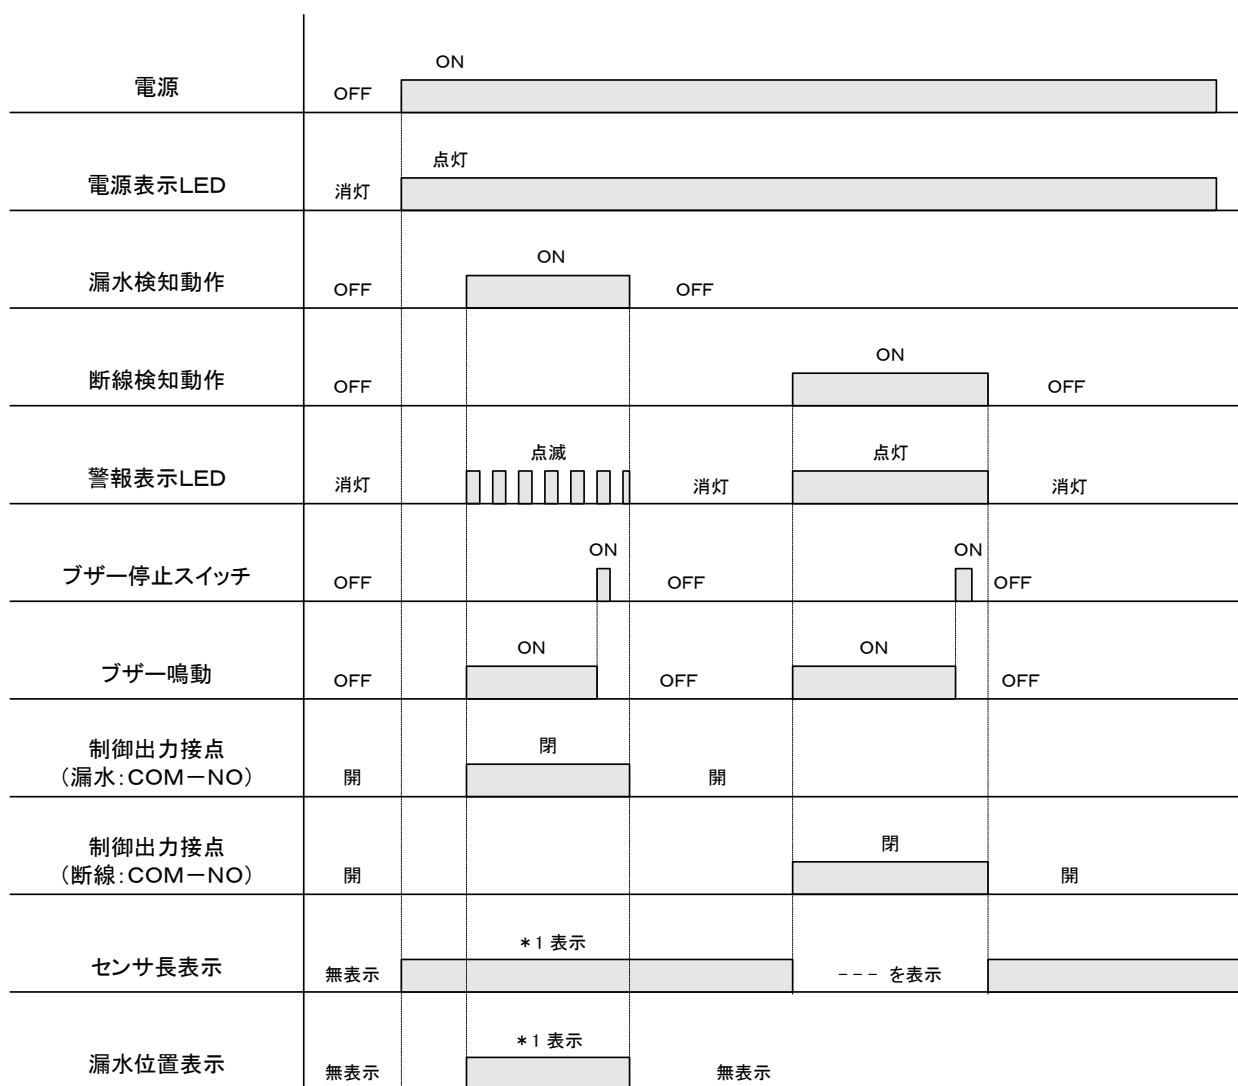 ON
電源
OFF
点灯
電源表示LED
消灯
ON
漏水検知動作
OFF
OFF
ON
断線検知動作
OFF
OFF
点滅
点灯
警報表示LED
消灯
消灯
消灯
ON
ON
ブザー停止スイッチ
OFF
OFF
OFF
ON
ON
ブザー鳴動
OFF
OFF
OFF
制御出力接点
(漏水:COM－NO)
閉
開
開
制御出力接点
(断線:COM－NO)
閉
開
開
＊1 表示
センサ長表示
無表示
--- を表示
＊1 表示
漏水位置表示
無表示
無表示